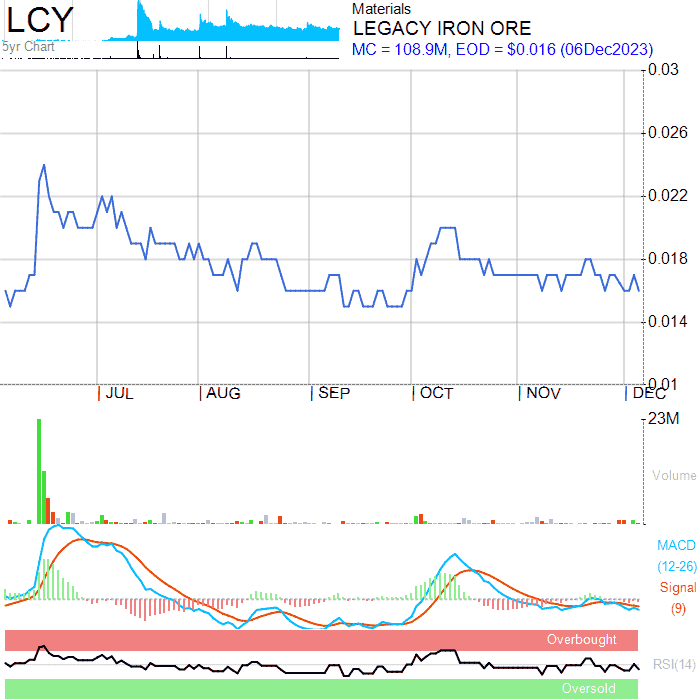 LCY
5yr Chart
Materials
LEGACY IRON ORE
MC = 108.9M, EOD = $0.016 (06Dec2023)
0.03
0.026
0.022
0.018
0.014
0.01
JUL AUG SEP OCT NOV DEC
23M
Volume
MACD
(12-26)
Signal
(9)
Overbought
RSI(14)
Oversold